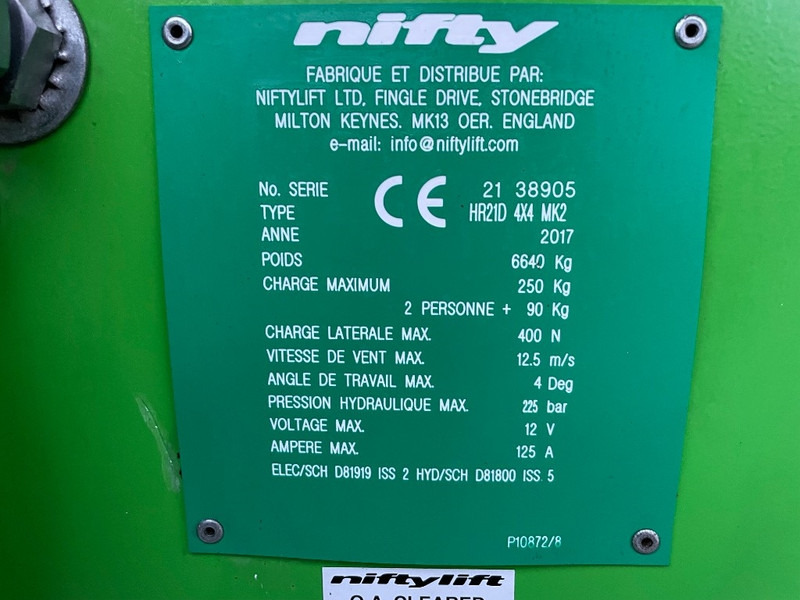 nifty
FABRIQUE ET DISTRIBUE PAR:
NIFTYLIFT LTD, FINGLE DRIVE, STONEBRIDGE
MILTON KEYNES. MK13 OER. ENGLAND
e-mail: info@niftylift.com
No. SERIE CE 21 38905
TYPE HR21D 4X4 MK2
ANNE 2017
POIDS 6640 Kg
CHARGE MAXIMUM 250 Kg
2 PERSONNE + 90 Kg
CHARGE LATERALE MAX. 400 N
VITESSE DE VENT MAX. 12.5 m/s
ANGLE DE TRAVAIL MAX. 4 Deg
PRESSION HYDRAULIQUE MAX. 225 bar
VOLTAGE MAX. 12 V
AMPERE MAX. 125 A
ELEC/SCH D81919 ISS 2 HYD/SCH D81800 ISS. 5
P10872/8
niftylift
Q.A. CLEARED